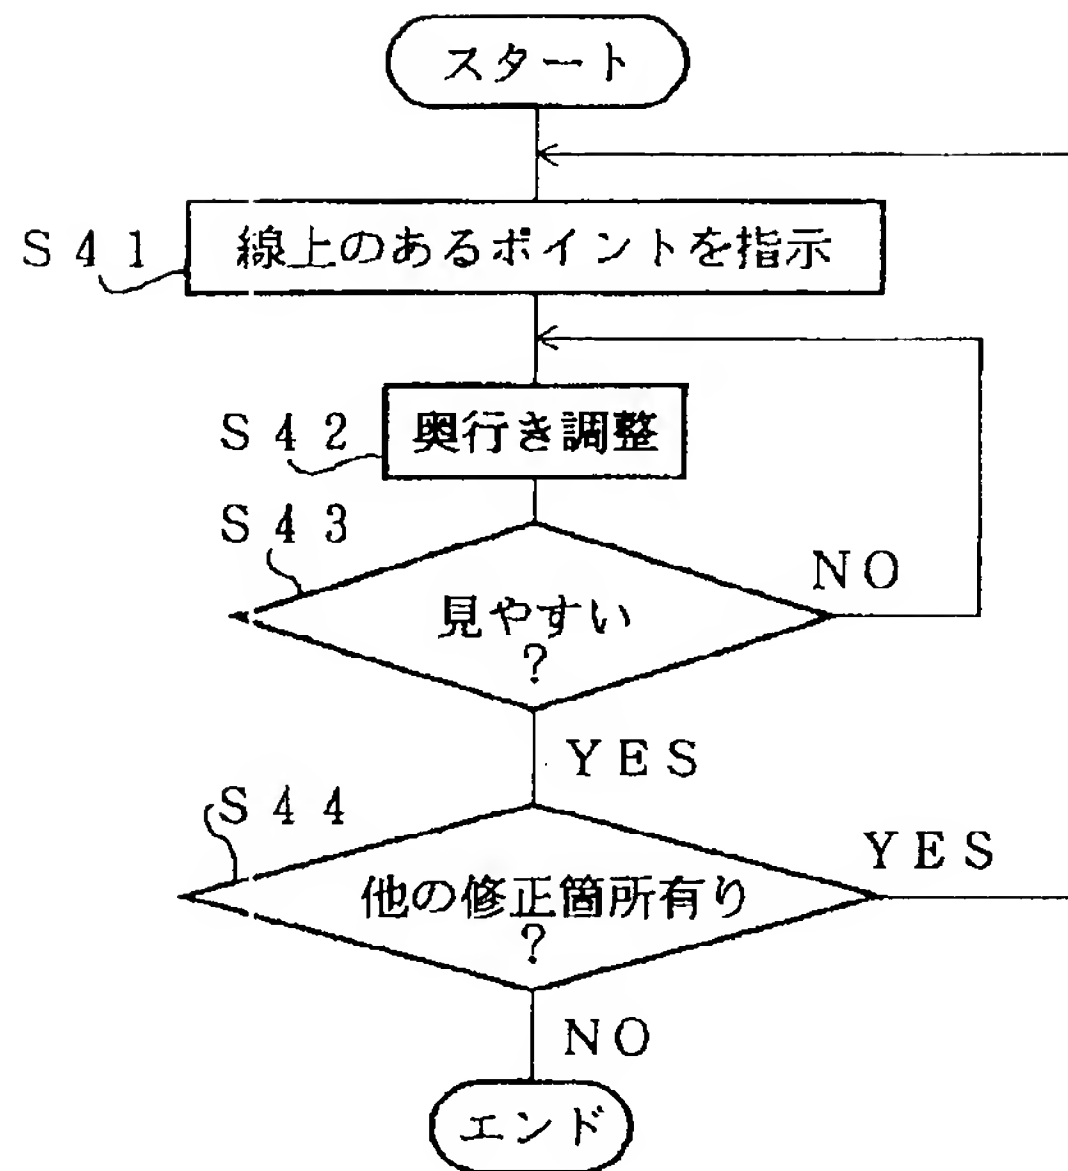 スタート
S41
線上のあるポイントを指示
S42
奥行き調整
S43
見やすい
?
NO
YES
S44
他の修正箇所有り
?
YES
NO
エンド